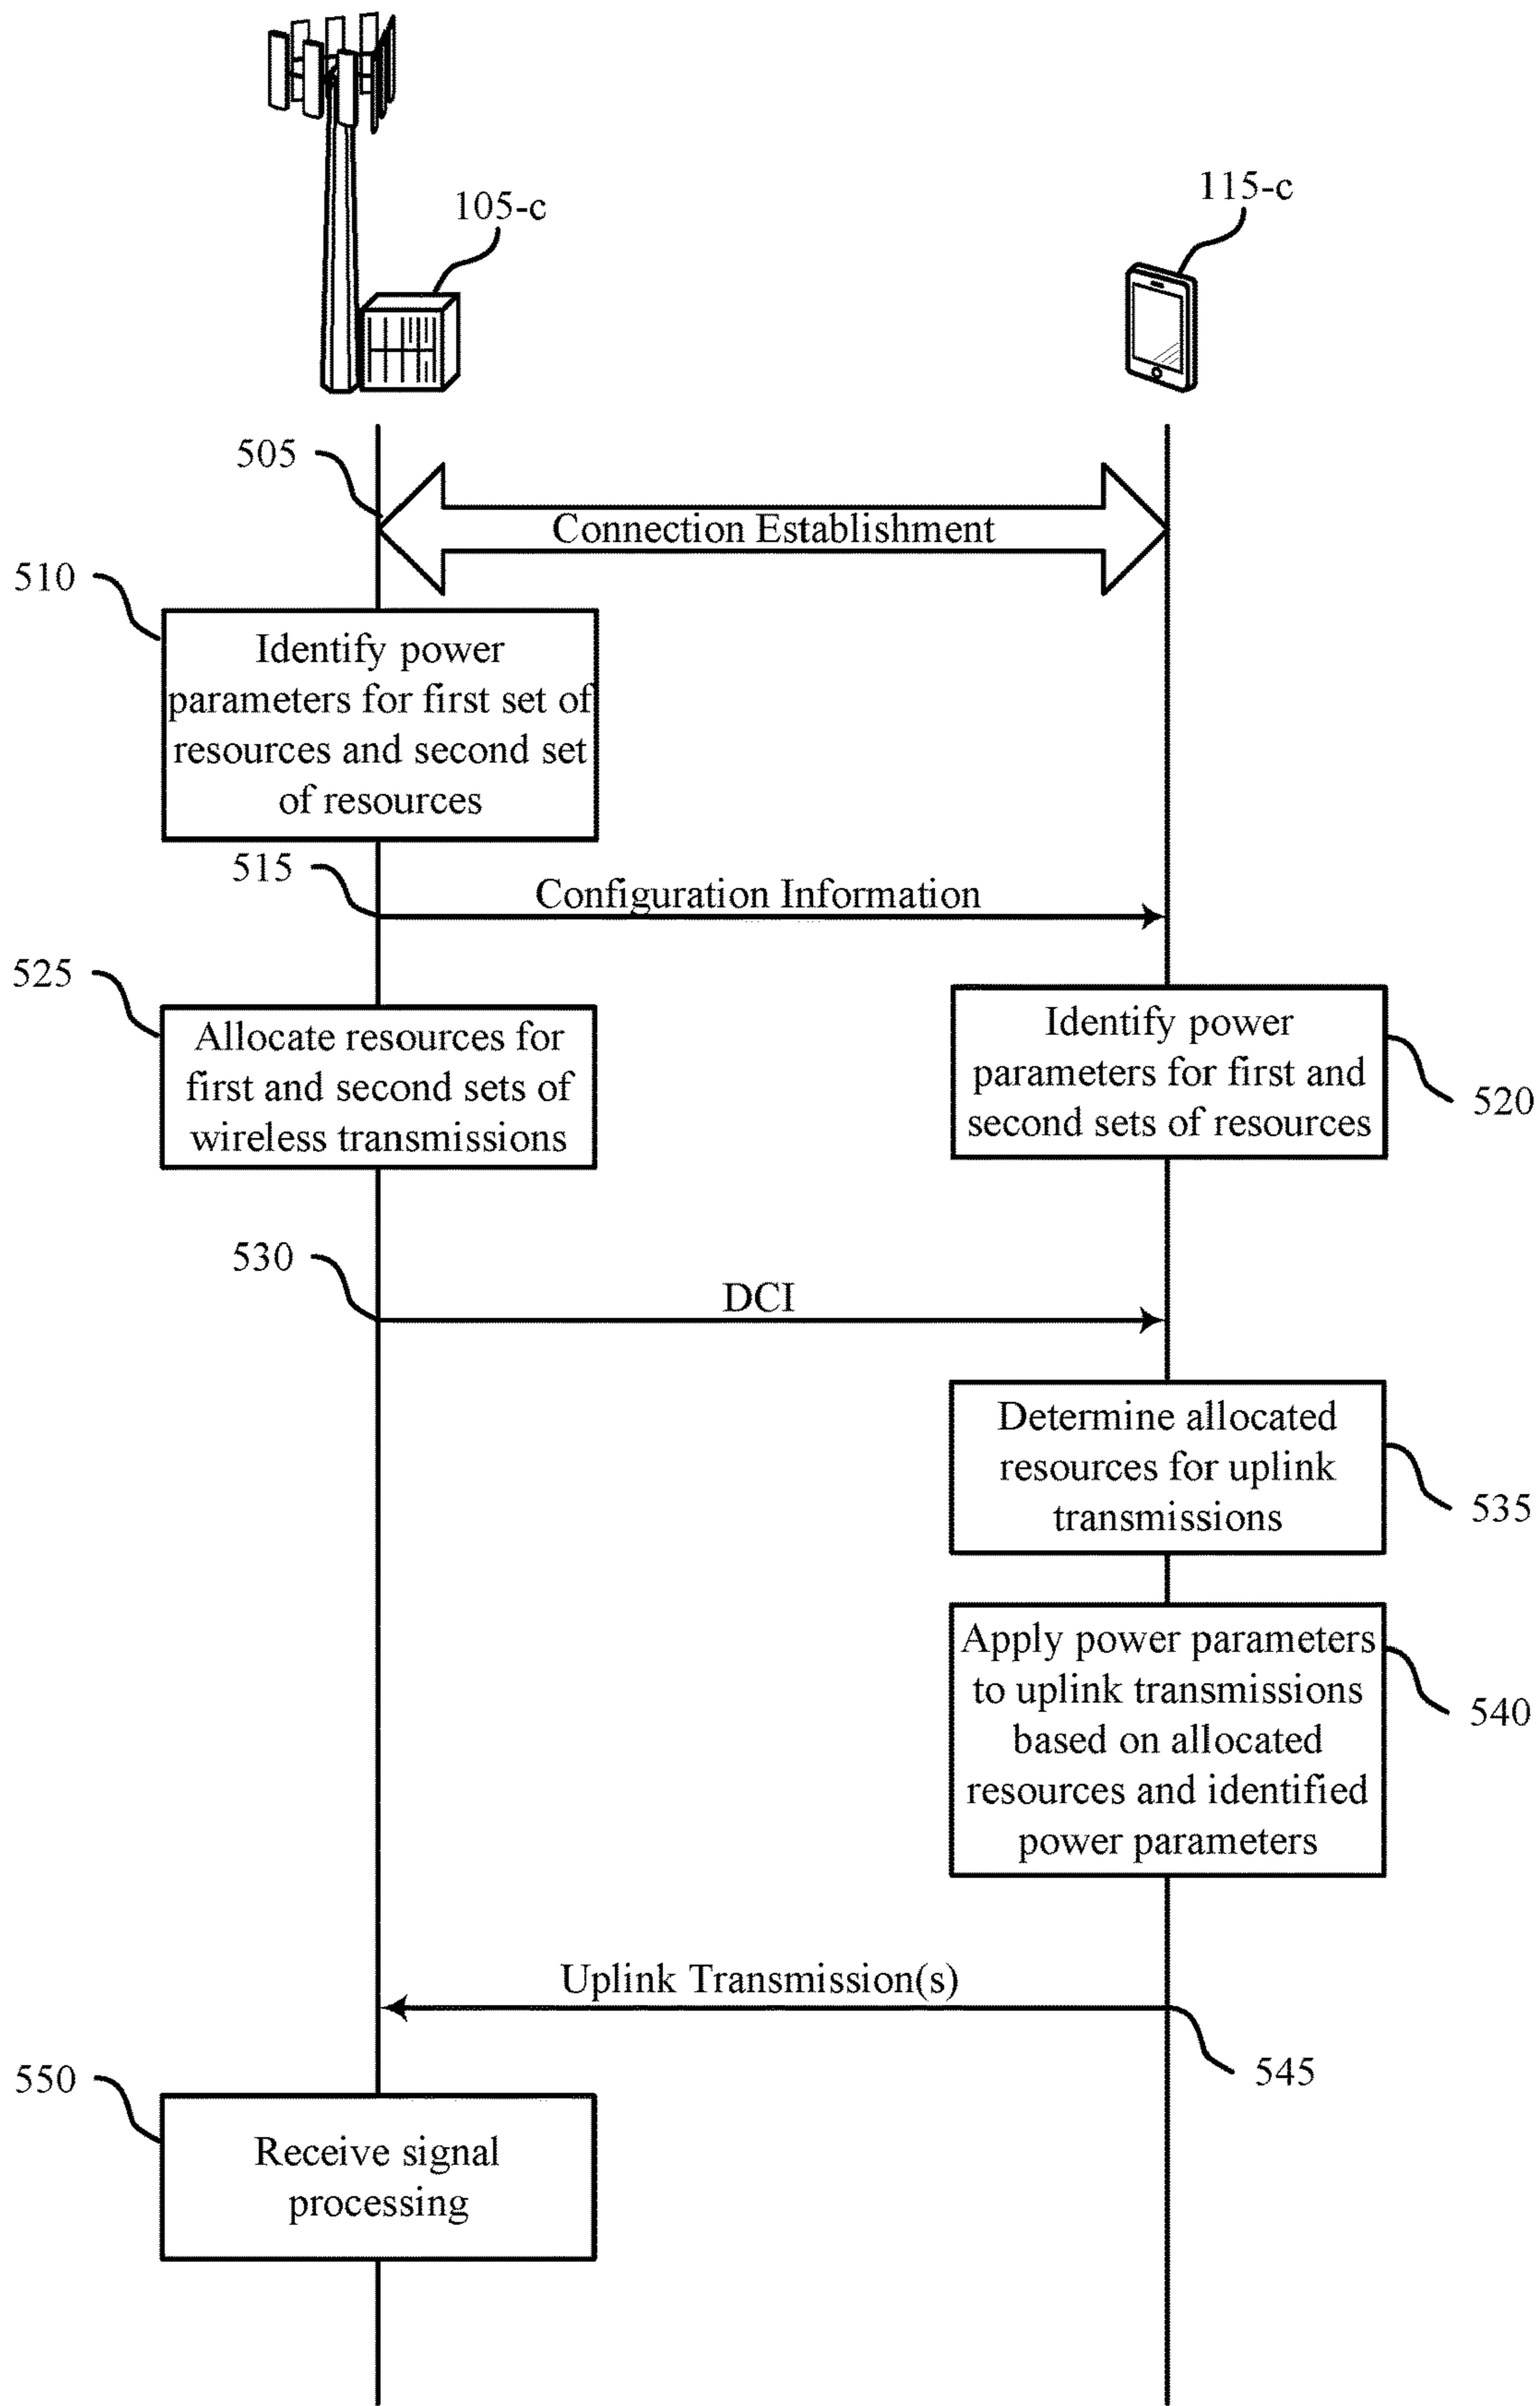 105-c
115-c
505
Connection Establishment
510
Identify power
parameters for first set of
resources and second set
of resources
515
Configuration Information
525
Allocate resources for
first and second sets of
wireless transmissions
Identify power
parameters for first and
second sets of resources
520
530
DCI
Determine allocated
resources for uplink
transmissions
535
Apply power parameters
to uplink transmissions
based on allocated
resources and identified
power parameters
540
Uplink Transmission(s)
545
550
Receive signal
processing